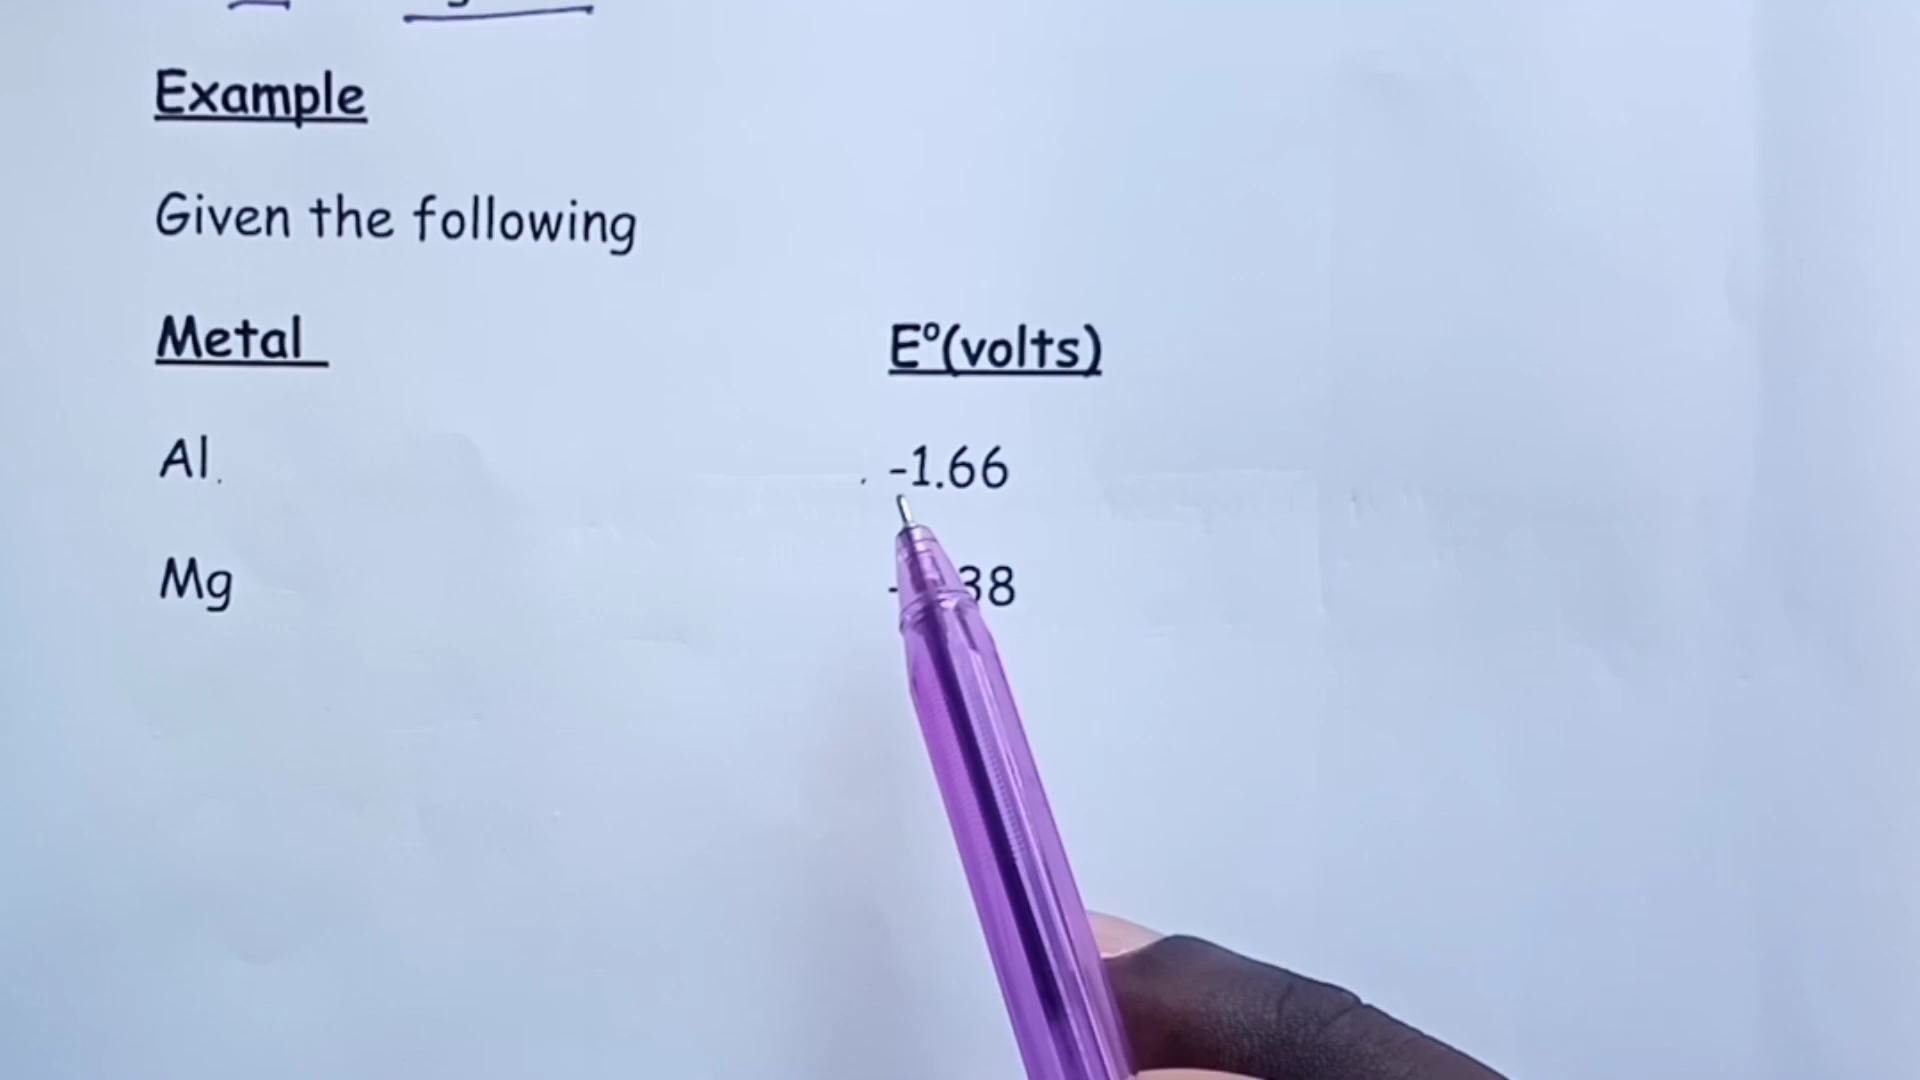 Example
Given the following
Metal E°(volts)
Al. -1.66
Mg